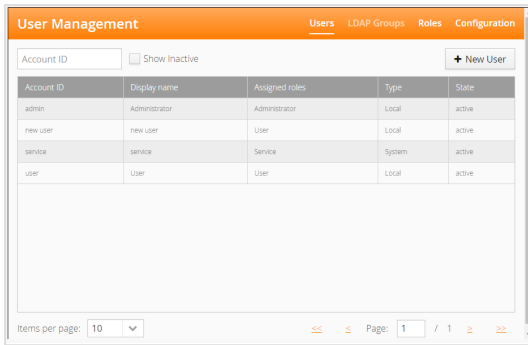 User Management Users LDAP Groups Roles Configuration
Account ID Show Inactive + New User
Account ID Display name Assigned roles Type State
admin Administrator Administrator Local active
new user new user User Local active
service service Service System active
user User User Local active
Items per page: 10 << < Page: 1 / 1 > >>